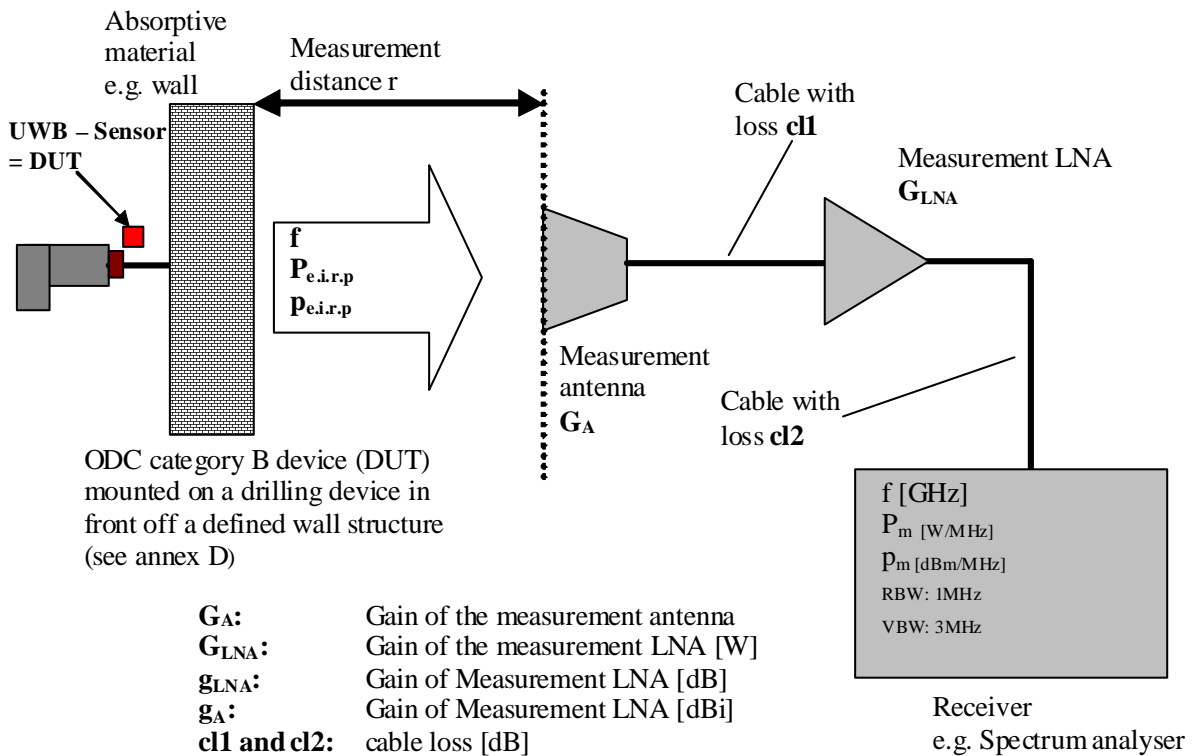 Absorptive
material
e.g. wall
Measurement
distance r
UWB – Sensor
= DUT
Cable with
loss cl1
Measurement LNA
GLNA
f
Pe.i.r.p
pe.i.r.p
Measurement
antenna
GA
Cable with
loss cl2
ODC category B device (DUT)
mounted on a drilling device in
front off a defined wall structure
(see annex D)
f [GHz]
Pm [W/MHz]
pm [dBm/MHz]
RBW: 1MHz
VBW: 3MHz
GA: Gain of the measurement antenna
GLNA: Gain of the measurement LNA [W]
gLNA: Gain of Measurement LNA [dB]
gA: Gain of Measurement LNA [dBi]
cl1 and cl2: cable loss [dB]
Receiver
e.g. Spectrum analyser